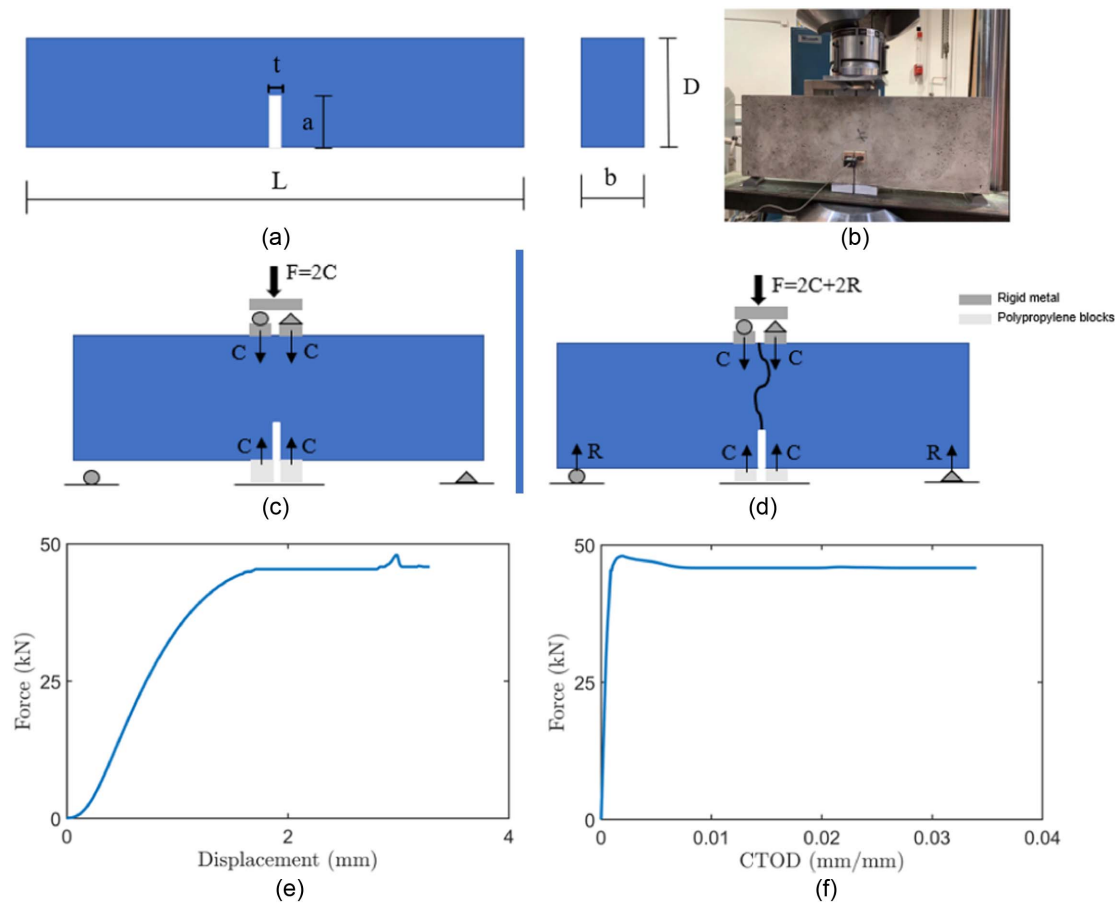 t
a
L
D
b
(a)
(b)
F=2C
C C
C C
(c)
F=2C+2R
C C
R C C R
(d)
Rigid metal
Polypropylene blocks
50
25
0
Force (kN)
0 2 4
Displacement (mm)
(e)
50
25
0
Force (kN)
0 0.01 0.02 0.03 0.04
CTOD (mm/mm)
(f)